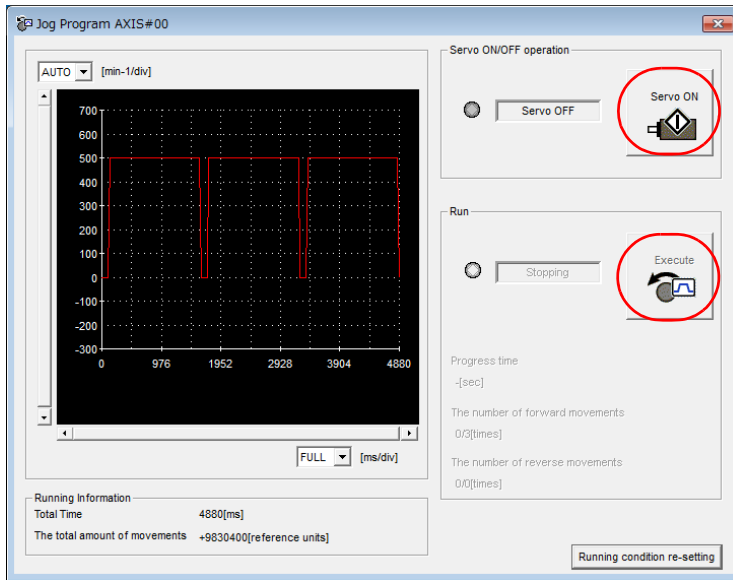 Jog Program AXIS#00
AUTO [min-1/div]
700
600
500
400
300
200
100
0
-100
-200
-300
0 976 1952 2928 3904 4880
FULL [ms/div]
Running Information
Total Time 4880[ms]
The total amount of movements +9830400[reference units]
Servo ON/OFF operation
Servo OFF
Servo ON
Run
Stopping
Execute
Progress time
-[sec]
The number of forward movements
0/3[times]
The number of reverse movements
0/0[times]
Running condition re-setting